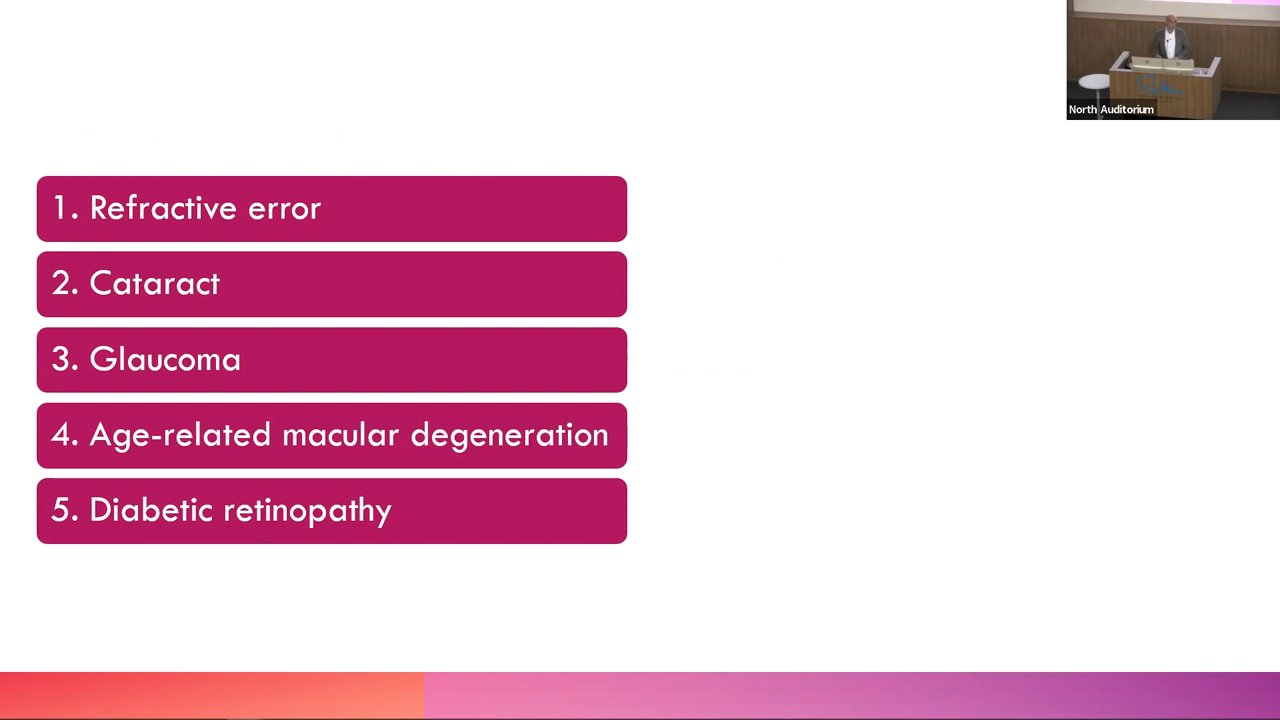 North Auditorium
1. Refractive error
2. Cataract
3. Glaucoma
4. Age-related macular degeneration
5. Diabetic retinopathy